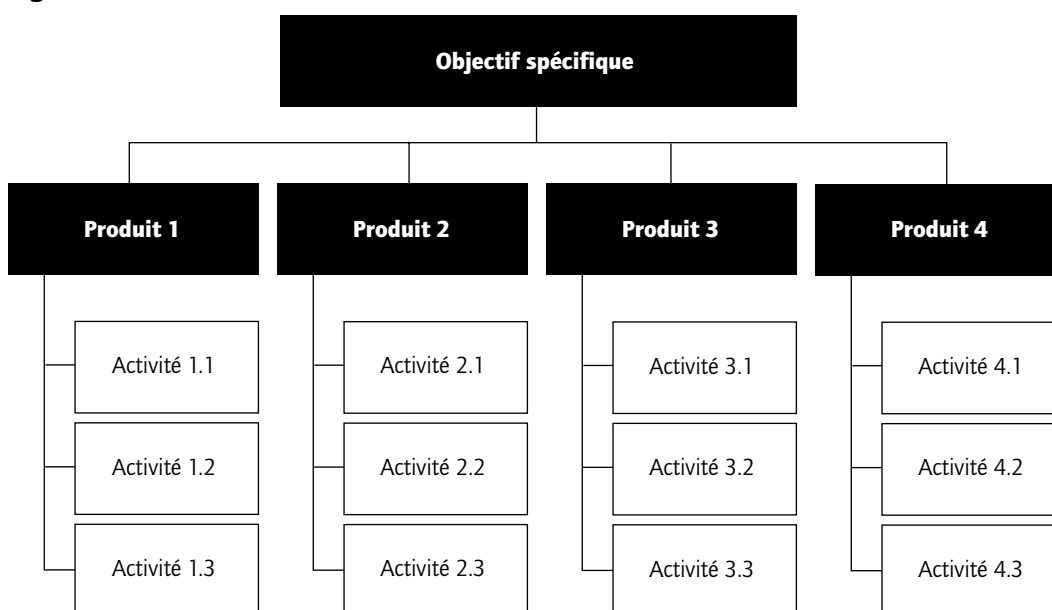 Objectif spécifique
Produit 1
Produit 2
Produit 3
Produit 4
Activité 1.1
Activité 2.1
Activité 3.1
Activité 4.1
Activité 1.2
Activité 2.2
Activité 3.2
Activité 4.2
Activité 1.3
Activité 2.3
Activité 3.3
Activité 4.3